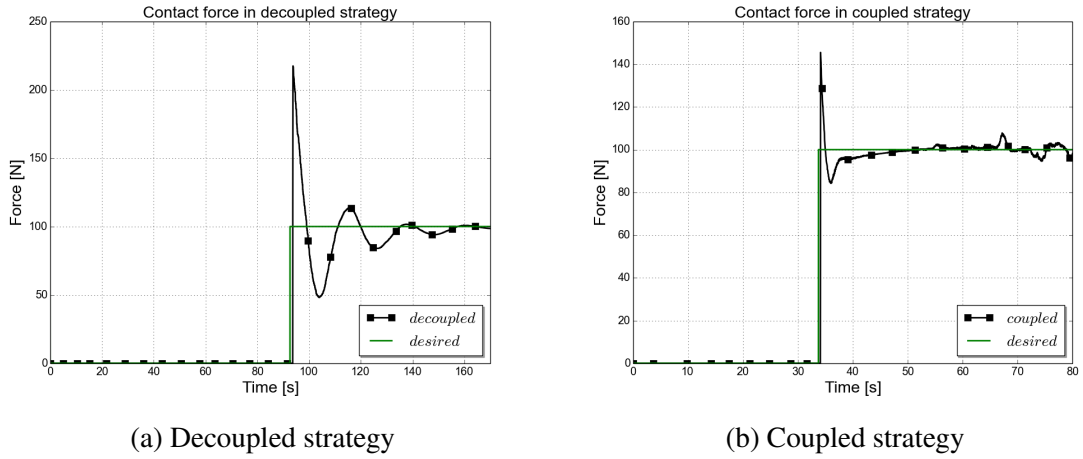 Contact force in decoupled strategy
250
200
150
100
50
0
Force [N]
0 20 40 60 80 100 120 140 160
Time [s]
decoupled
desired
(a) Decoupled strategy
Contact force in coupled strategy
160
140
120
100
80
60
40
20
0
Force [N]
0 10 20 30 40 50 60 70 80
Time [s]
coupled
desired
(b) Coupled strategy